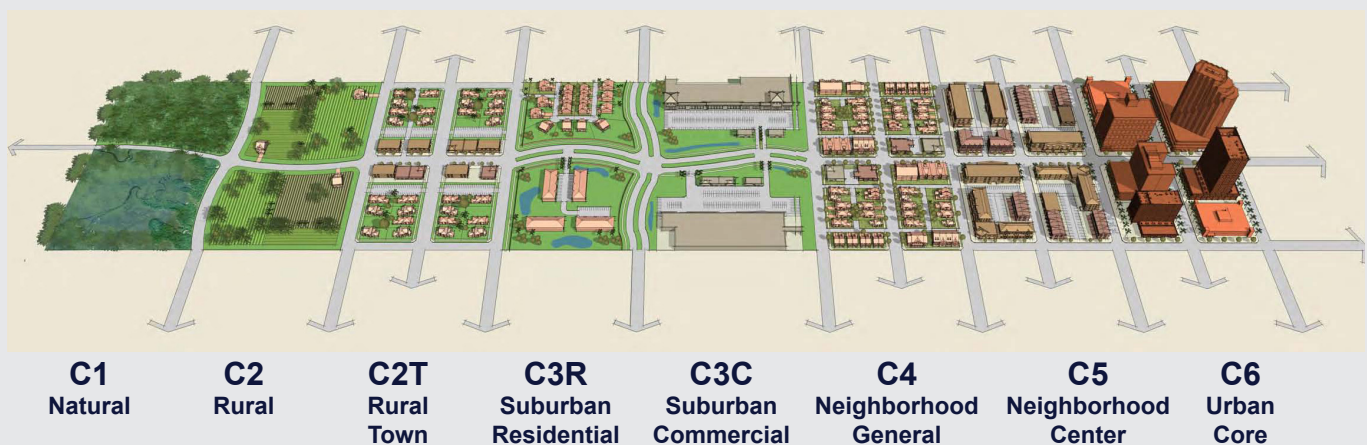 C1
Natural
C2
Rural
C2T
Rural
Town
C3R
Suburban
Residential
C3C
Suburban
Commercial
C4
Neighborhood
General
C5
Neighborhood
Center
C6
Urban
Core